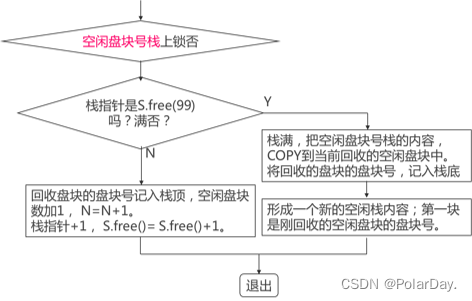 空闲盘块号栈上锁否
栈指针是S.free(99)
吗？满否？
Y
N
栈满，把空闲盘块号栈的内容，
COPY到当前回收的空闲盘块中。
将回收的盘块的盘块号，记入栈底
回收盘块的盘块号记入栈顶，空闲盘块
数加1，N=N+1。
栈指针+1，S.free()= S.free()+1。
形成一个新的空闲栈内容；第一块
是刚回收的空闲盘块的盘块号。
退出
CSDN @PolarDay.